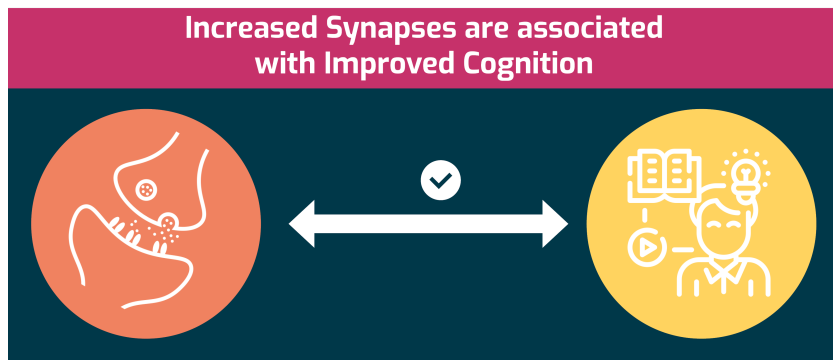 Increased Synapses are associated
with Improved Cognition